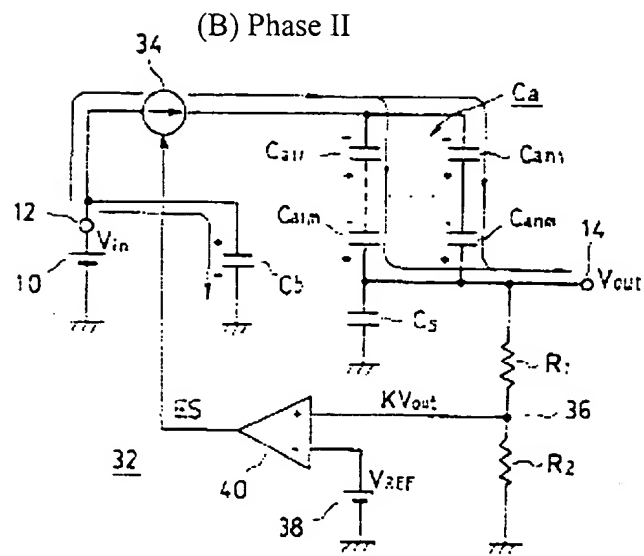 (B) Phase II
34
Ca
Ca11
Can1
12
Vin
Ca1m
Canm
14
10
Cb
Vout
Cs
R1
ES
KVout
36
32
40
VREF
R2
38